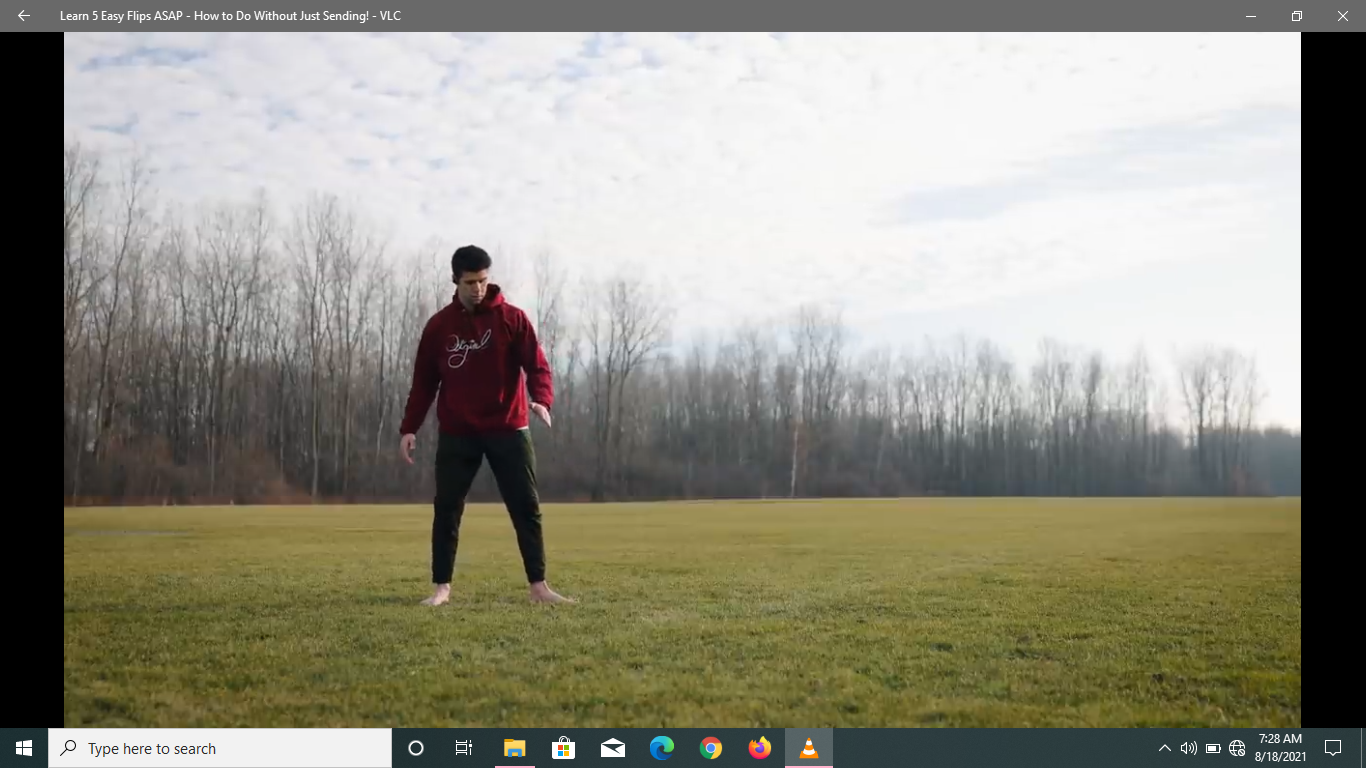 Learn 5 Easy Flips ASAP - How to Do Without Just Sending! - VLC
Type here to search
7:28 AM
8/18/2021